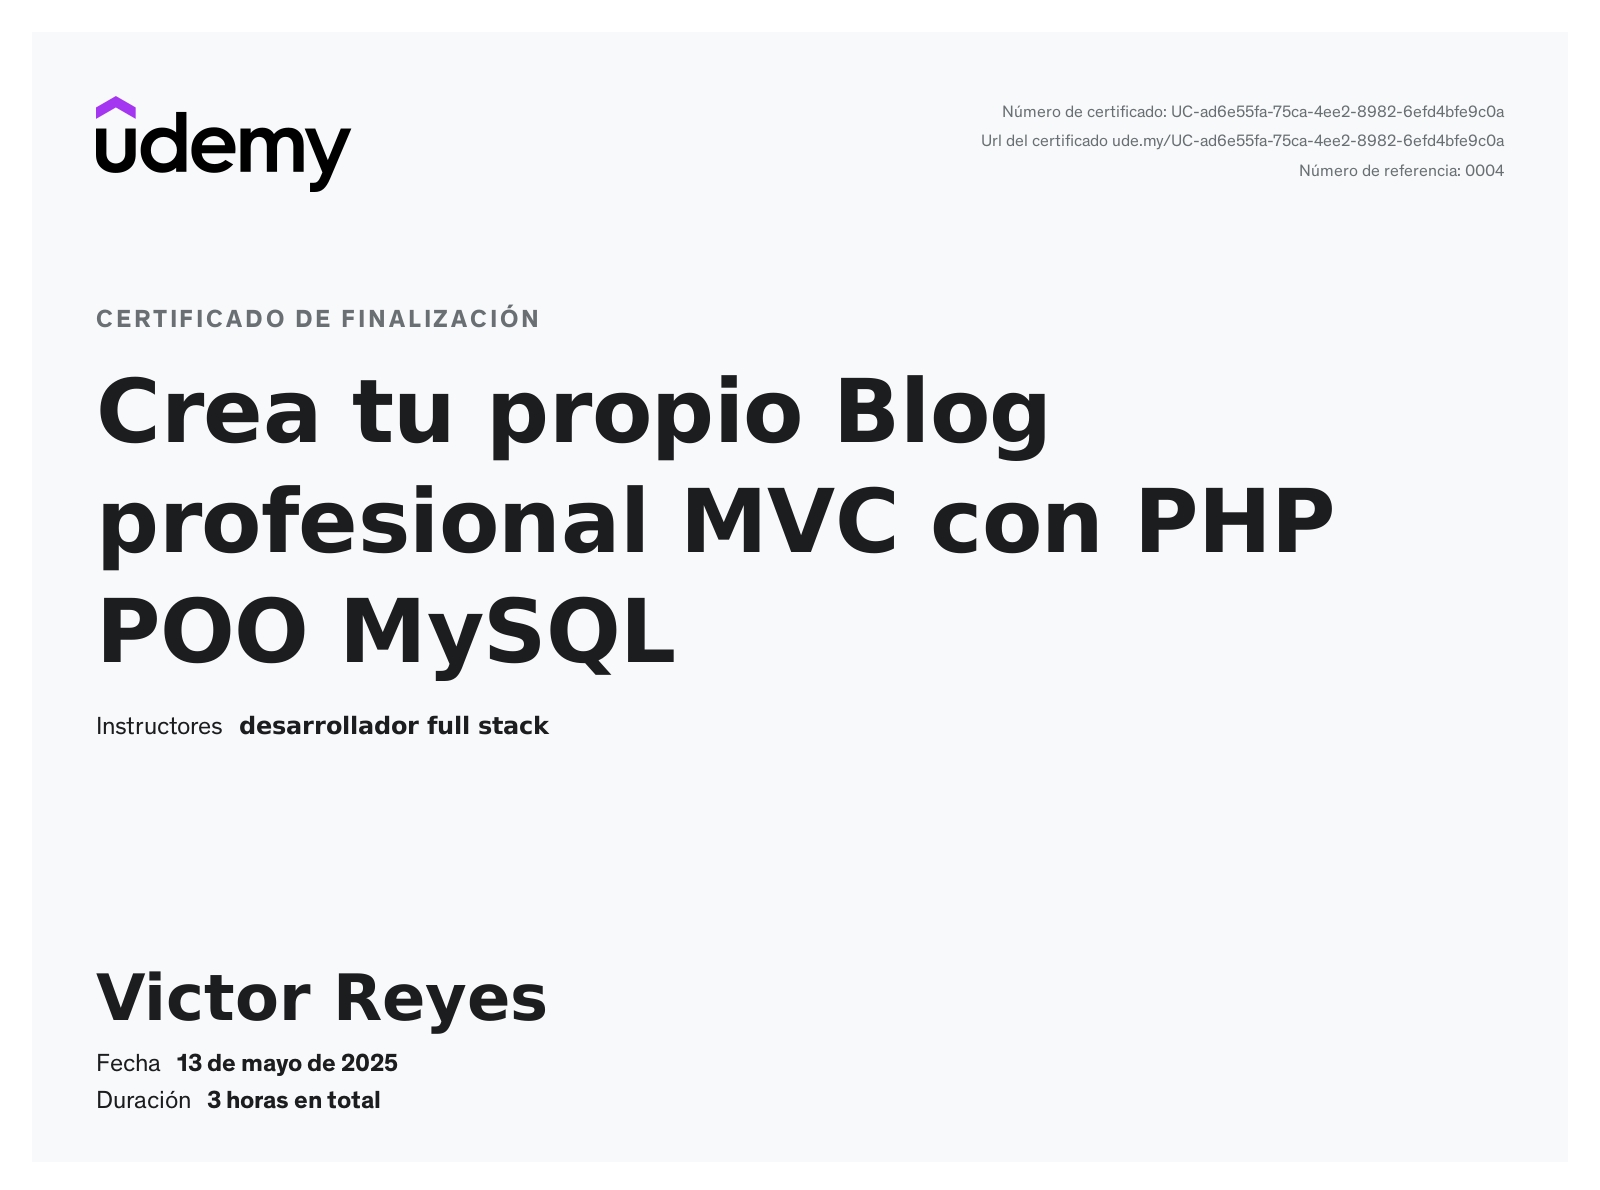 udemy
Número de certificado: UC-ad6e55fa-75ca-4ee2-8982-6efd4bfe9c0a
Url del certificado ude.my/UC-ad6e55fa-75ca-4ee2-8982-6efd4bfe9c0a
Número de referencia: 0004
CERTIFICADO DE FINALIZACIÓN
Crea tu propio Blog
profesional MVC con PHP
POO MySQL
Instructores desarrollador full stack
Victor Reyes
Fecha 13 de mayo de 2025
Duración 3 horas en total